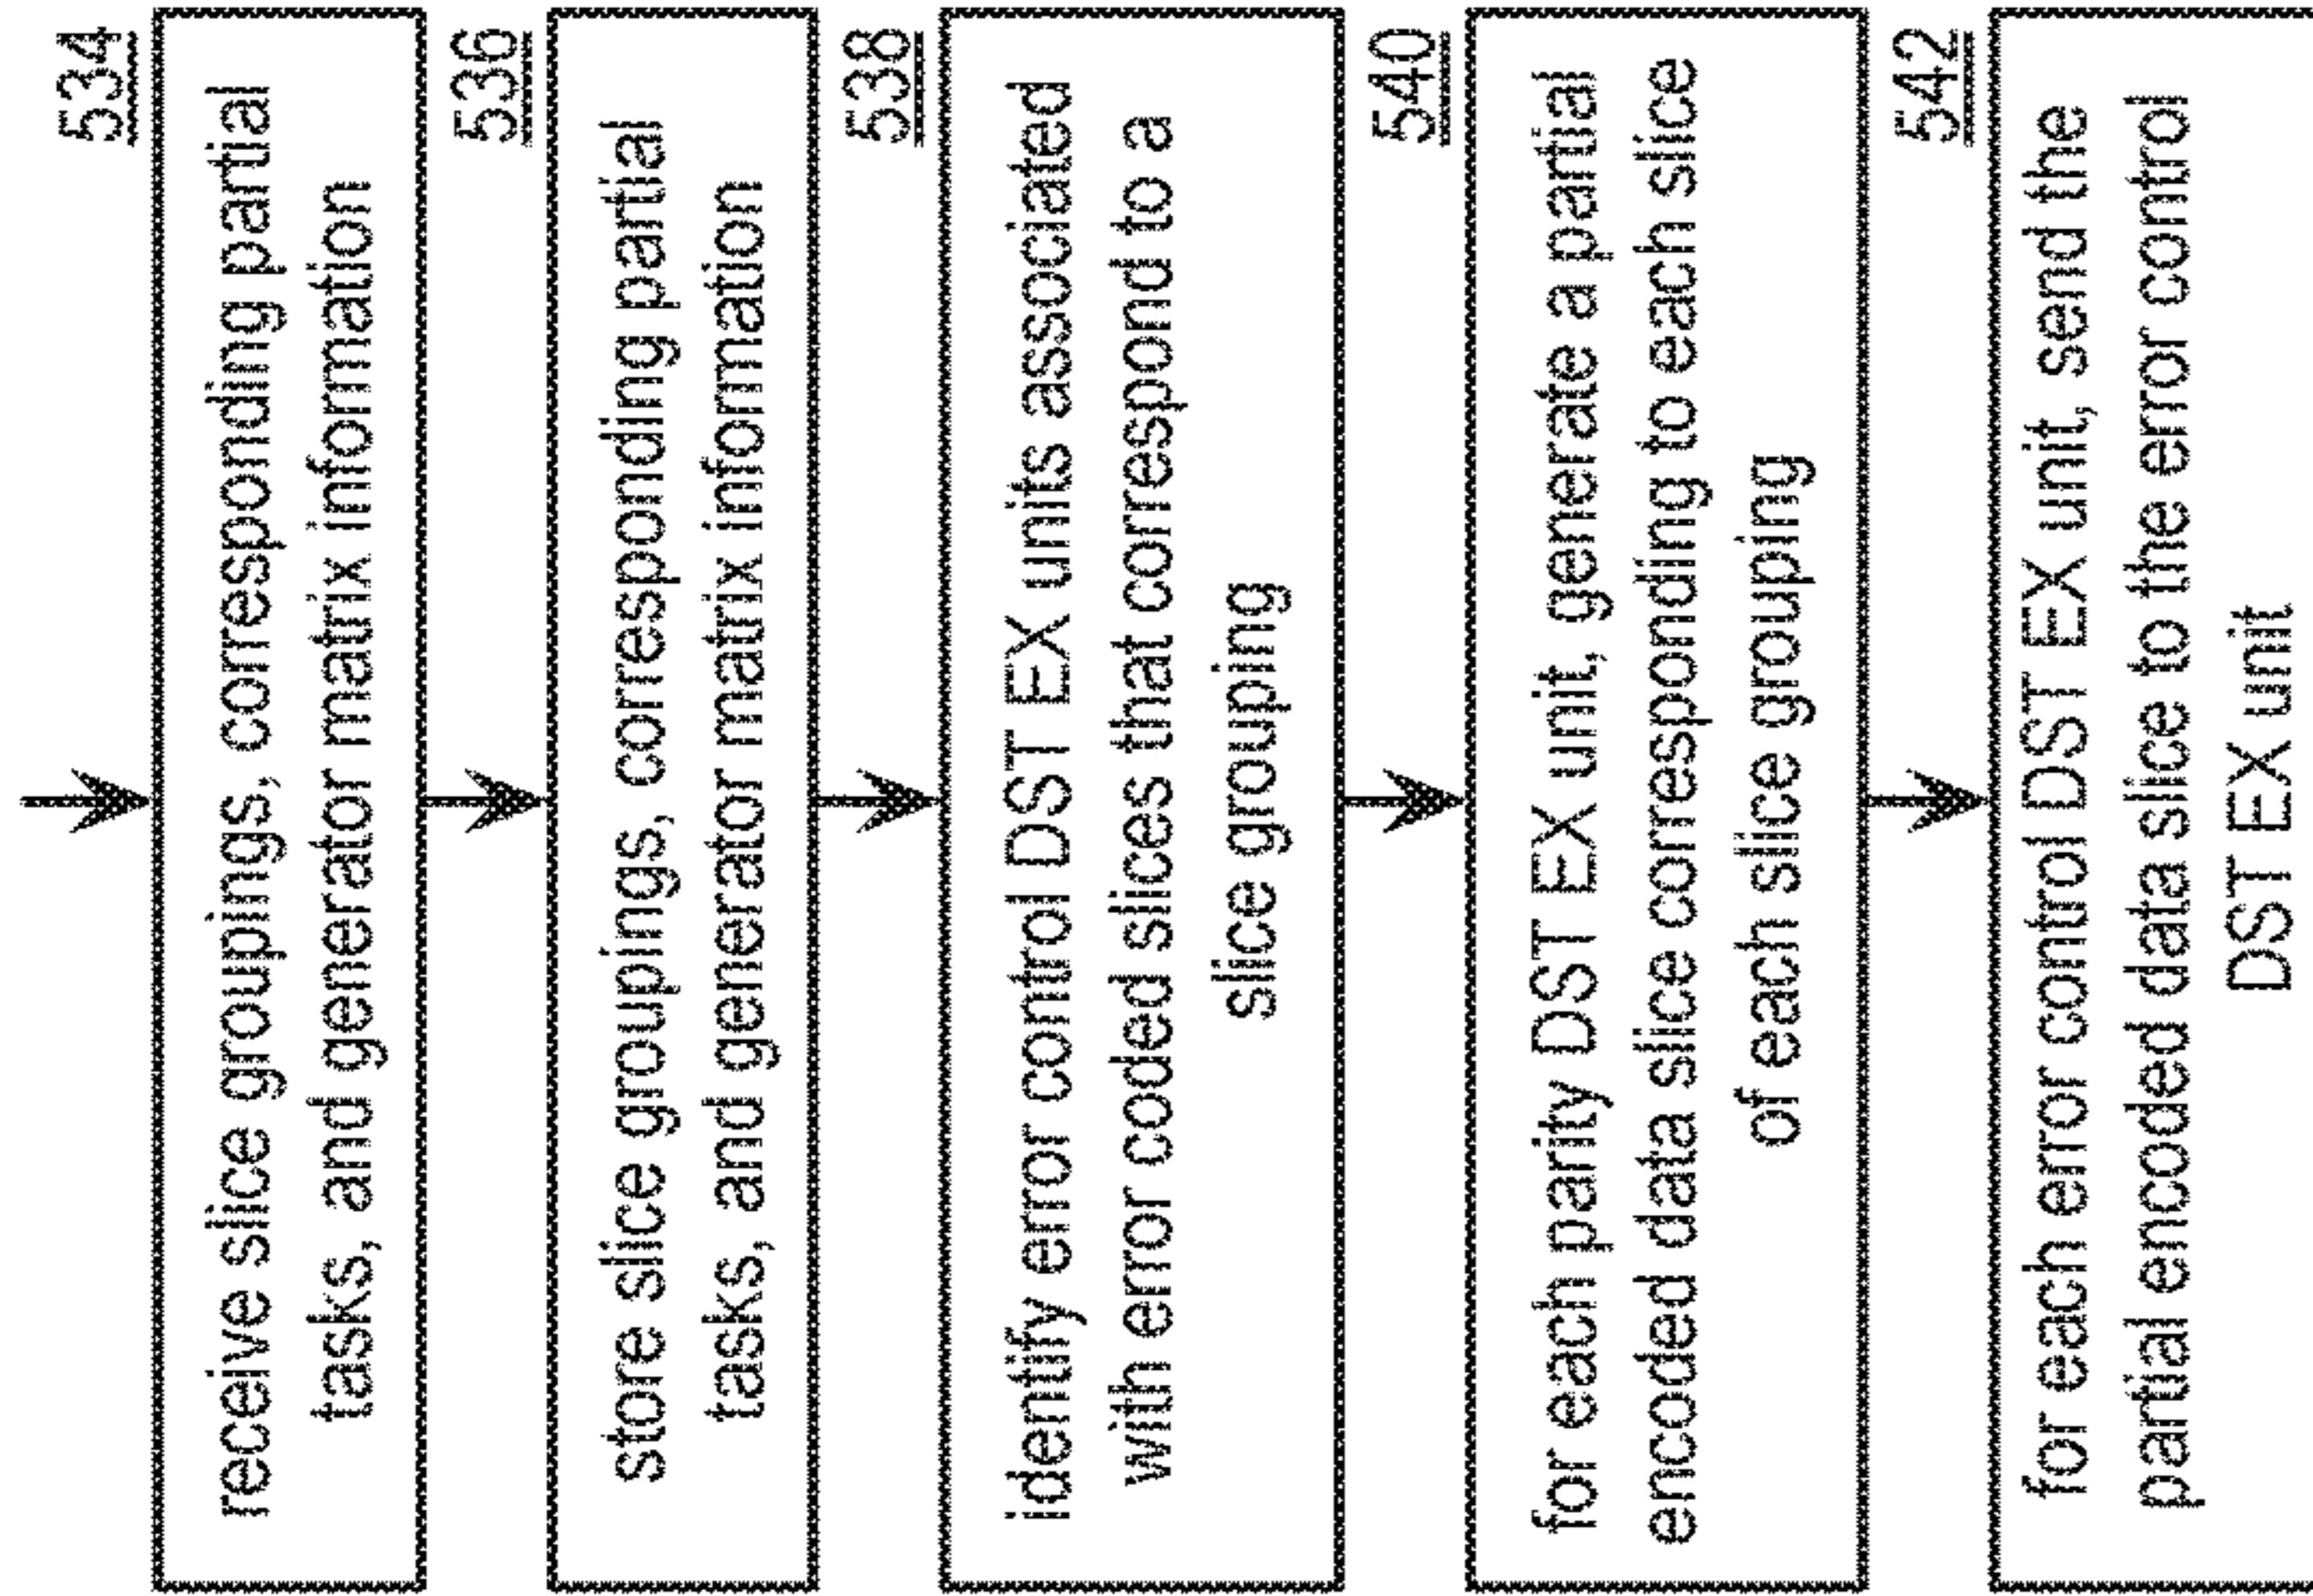 534
receive slice groupings, corresponding partial
tasks, and generator matrix information
536
store slice groupings, corresponding partial
tasks, and generator matrix information
538
identify error control DST EX units associated
with error coded slices that correspond to a
slice grouping
540
for each parity DST EX unit, generate a partial
encoded data slice corresponding to each slice
of each slice grouping
542
for each error control DST EX unit, send the
partial encoded data slice to the error control
DST EX unit